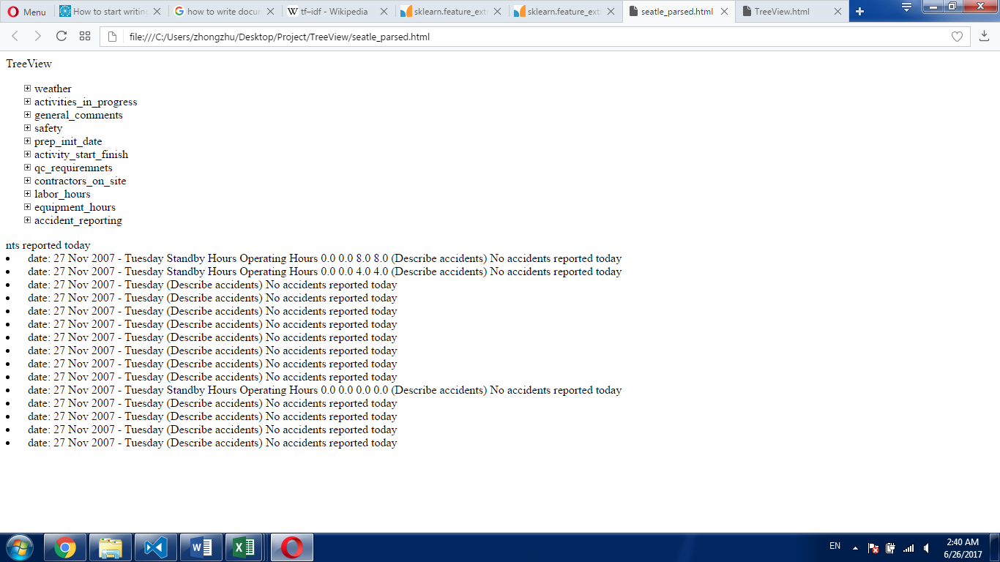 Menu
How to start writing
how to write docum
tf–idf - Wikipedia
sklearn.feature_ext
sklearn.feature_ext
seatle_parsed.html
TreeView.html
file:///C:/Users/zhongzhu/Desktop/Project/TreeView/seatle_parsed.html
TreeView
weather
activities_in_progress
general_comments
safety
prep_init_date
activity_start_finish
qc_requiremnets
contractors_on_site
labor_hours
equipment_hours
accident_reporting
nts reported today
date: 27 Nov 2007 - Tuesday Standby Hours Operating Hours 0.0 0.0 8.0 8.0 (Describe accidents) No accidents reported today
date: 27 Nov 2007 - Tuesday Standby Hours Operating Hours 0.0 0.0 4.0 4.0 (Describe accidents) No accidents reported today
date: 27 Nov 2007 - Tuesday (Describe accidents) No accidents reported today
date: 27 Nov 2007 - Tuesday (Describe accidents) No accidents reported today
date: 27 Nov 2007 - Tuesday (Describe accidents) No accidents reported today
date: 27 Nov 2007 - Tuesday (Describe accidents) No accidents reported today
date: 27 Nov 2007 - Tuesday (Describe accidents) No accidents reported today
date: 27 Nov 2007 - Tuesday (Describe accidents) No accidents reported today
date: 27 Nov 2007 - Tuesday (Describe accidents) No accidents reported today
date: 27 Nov 2007 - Tuesday (Describe accidents) No accidents reported today
date: 27 Nov 2007 - Tuesday Standby Hours Operating Hours 0.0 0.0 0.0 0.0 (Describe accidents) No accidents reported today
date: 27 Nov 2007 - Tuesday (Describe accidents) No accidents reported today
date: 27 Nov 2007 - Tuesday (Describe accidents) No accidents reported today
date: 27 Nov 2007 - Tuesday (Describe accidents) No accidents reported today
date: 27 Nov 2007 - Tuesday (Describe accidents) No accidents reported today
EN
2:40 AM
6/26/2017